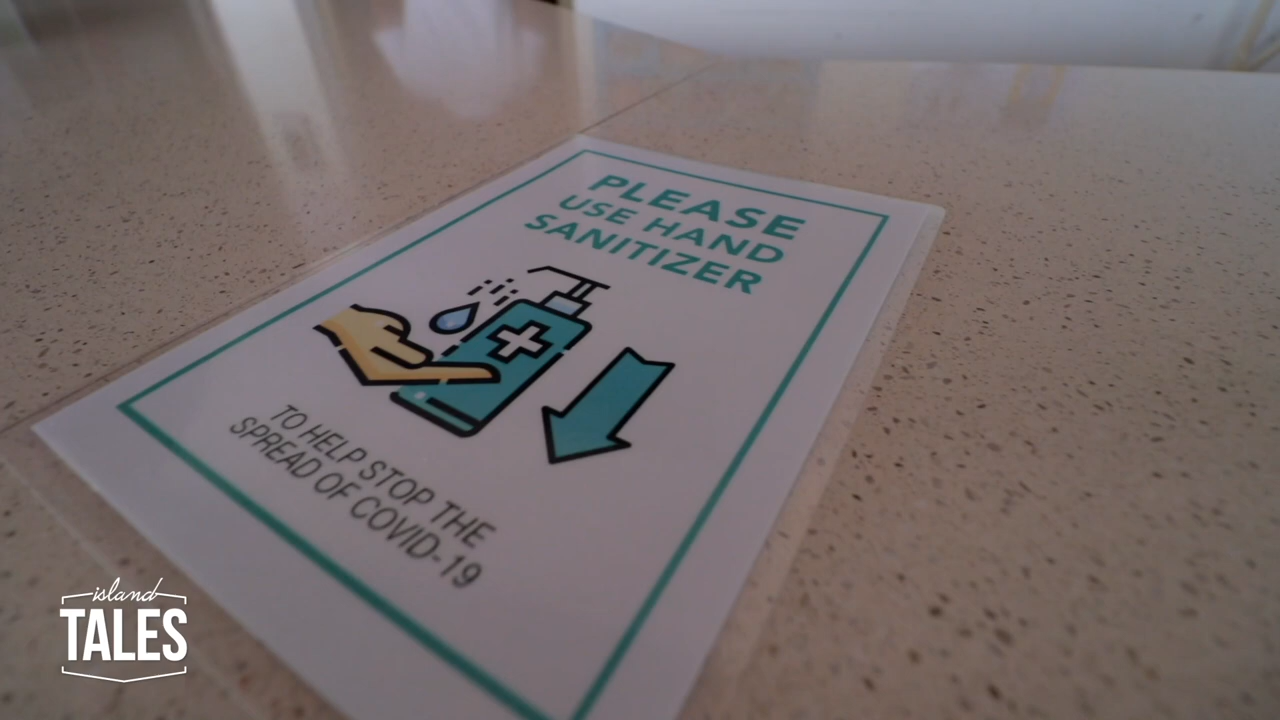 PLEASE
USE HAND
SANITIZER
TO HELP STOP THE
SPREAD OF COVID-19
island
TALES